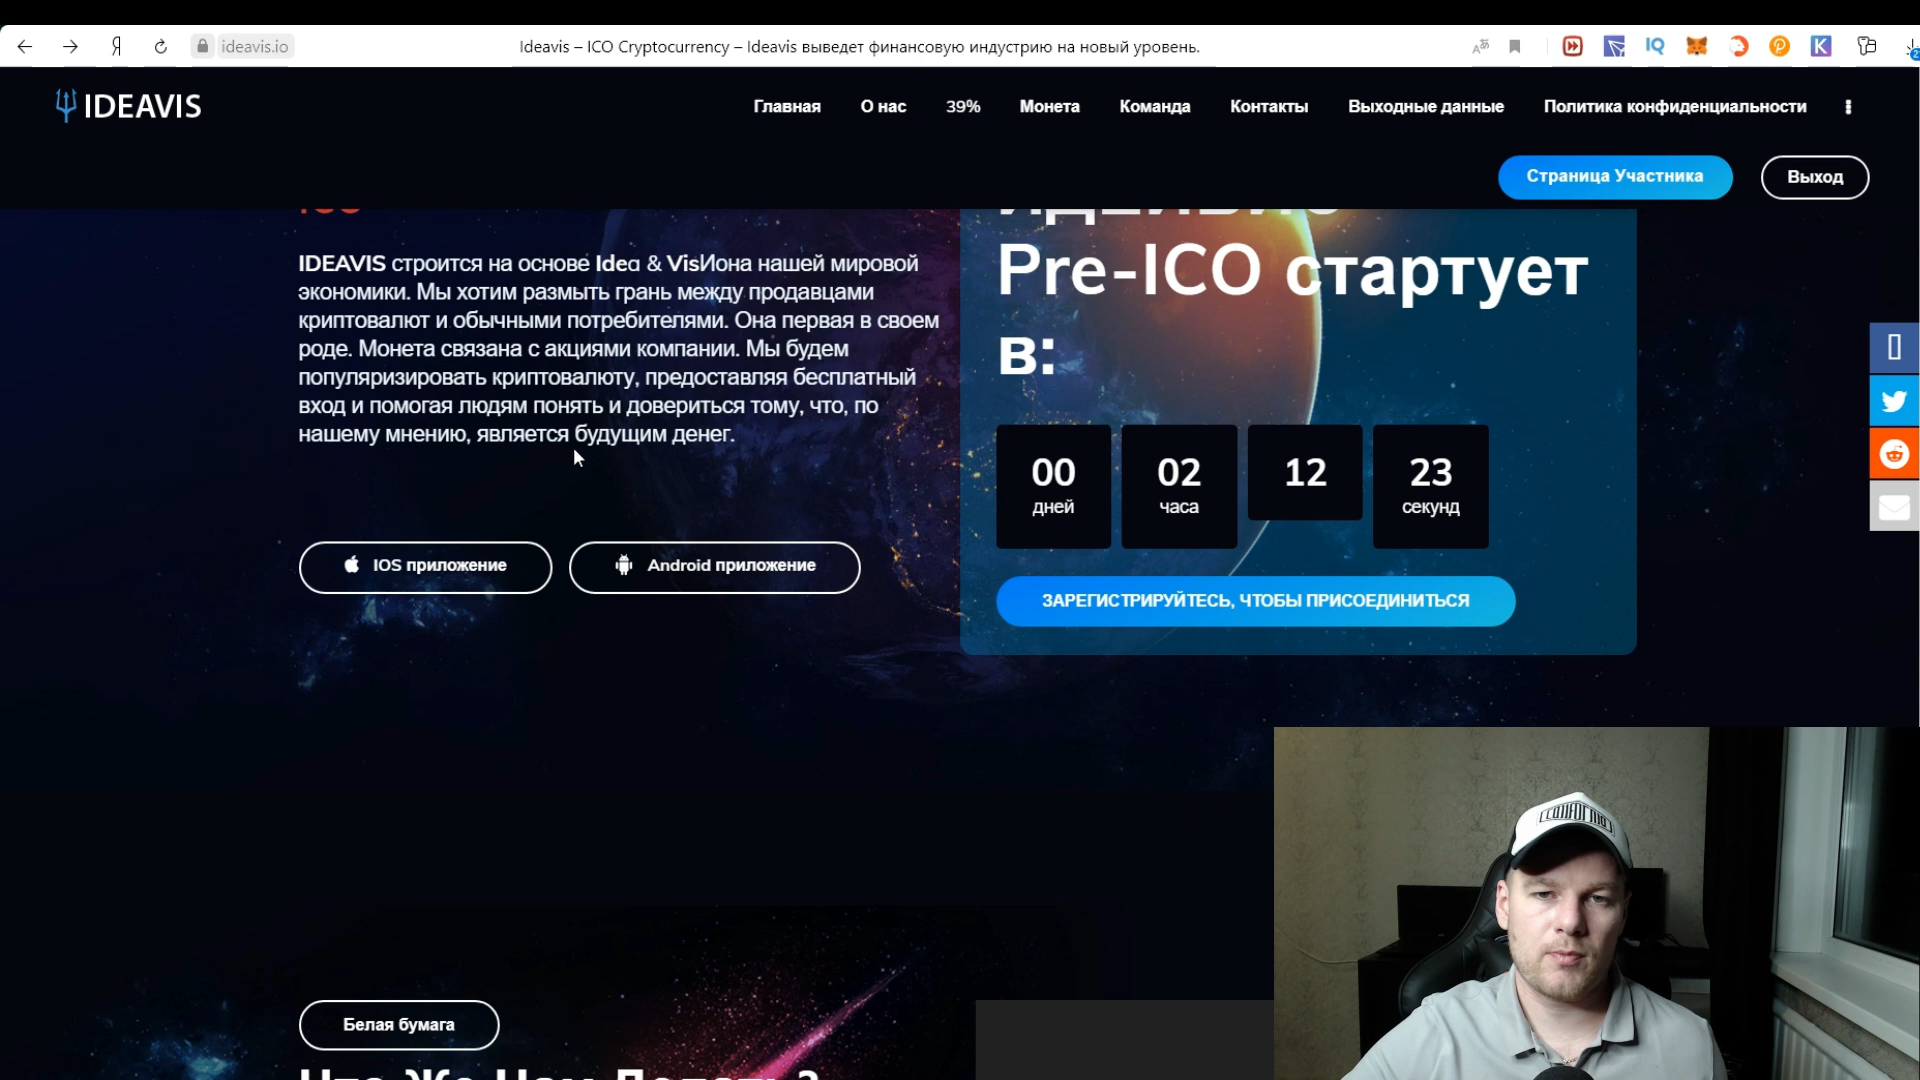 ideavis.io
Ideavis – ICO Cryptocurrency – Ideavis выведет финансовую индустрию на новый уровень.
IDEAVIS
Главная
О нас
39%
Монета
Команда
Контакты
Выходные данные
Политика конфиденциальности
Страница Участника
Выход
IDEAVIS строится на основе Idea & VisИона нашей мировой
экономики. Мы хотим размыть грань между продавцами
криптовалют и обычными потребителями. Она первая в своем
роде. Монета связана с акциями компании. Мы будем
популяризировать криптовалюту, предоставляя бесплатный
вход и помогая людям понять и довериться тому, что, по
нашему мнению, является будущим денег.
IOS приложение
Android приложение
Pre-ICO стартует
в:
00
дней
02
часа
12
23
секунд
ЗАРЕГИСТРИРУЙТЕСЬ, ЧТОБЫ ПРИСОЕДИНИТЬСЯ
Белая бумага